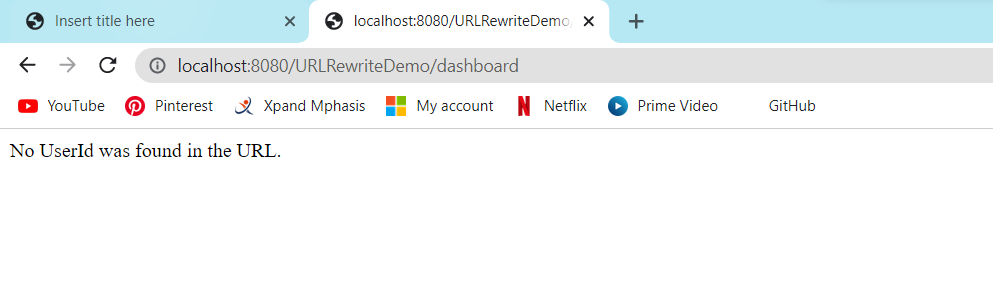 Insert title here
localhost:8080/URLRewriteDemo
localhost:8080/URLRewriteDemo/dashboard
YouTube Pinterest Xpand Mphasis My account Netflix Prime Video GitHub
No UserId was found in the URL.